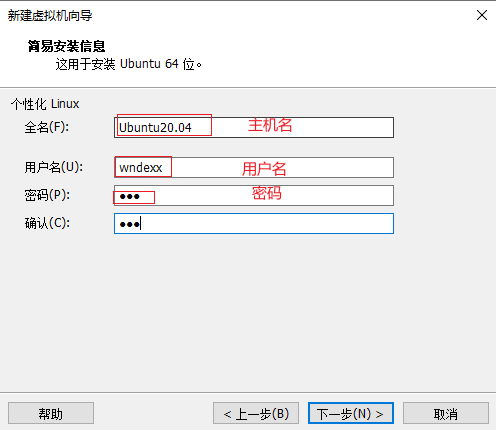 新建虚拟机向导
简易安装信息
这用于安装 Ubuntu 64 位。
个性化 Linux
全名(F): Ubuntu20.04 主机名
用户名(U): wndexx 用户名
密码(P): ●●● 密码
确认(C): ●●●
帮助 < 上一步(B) 下一步(N) > 取消